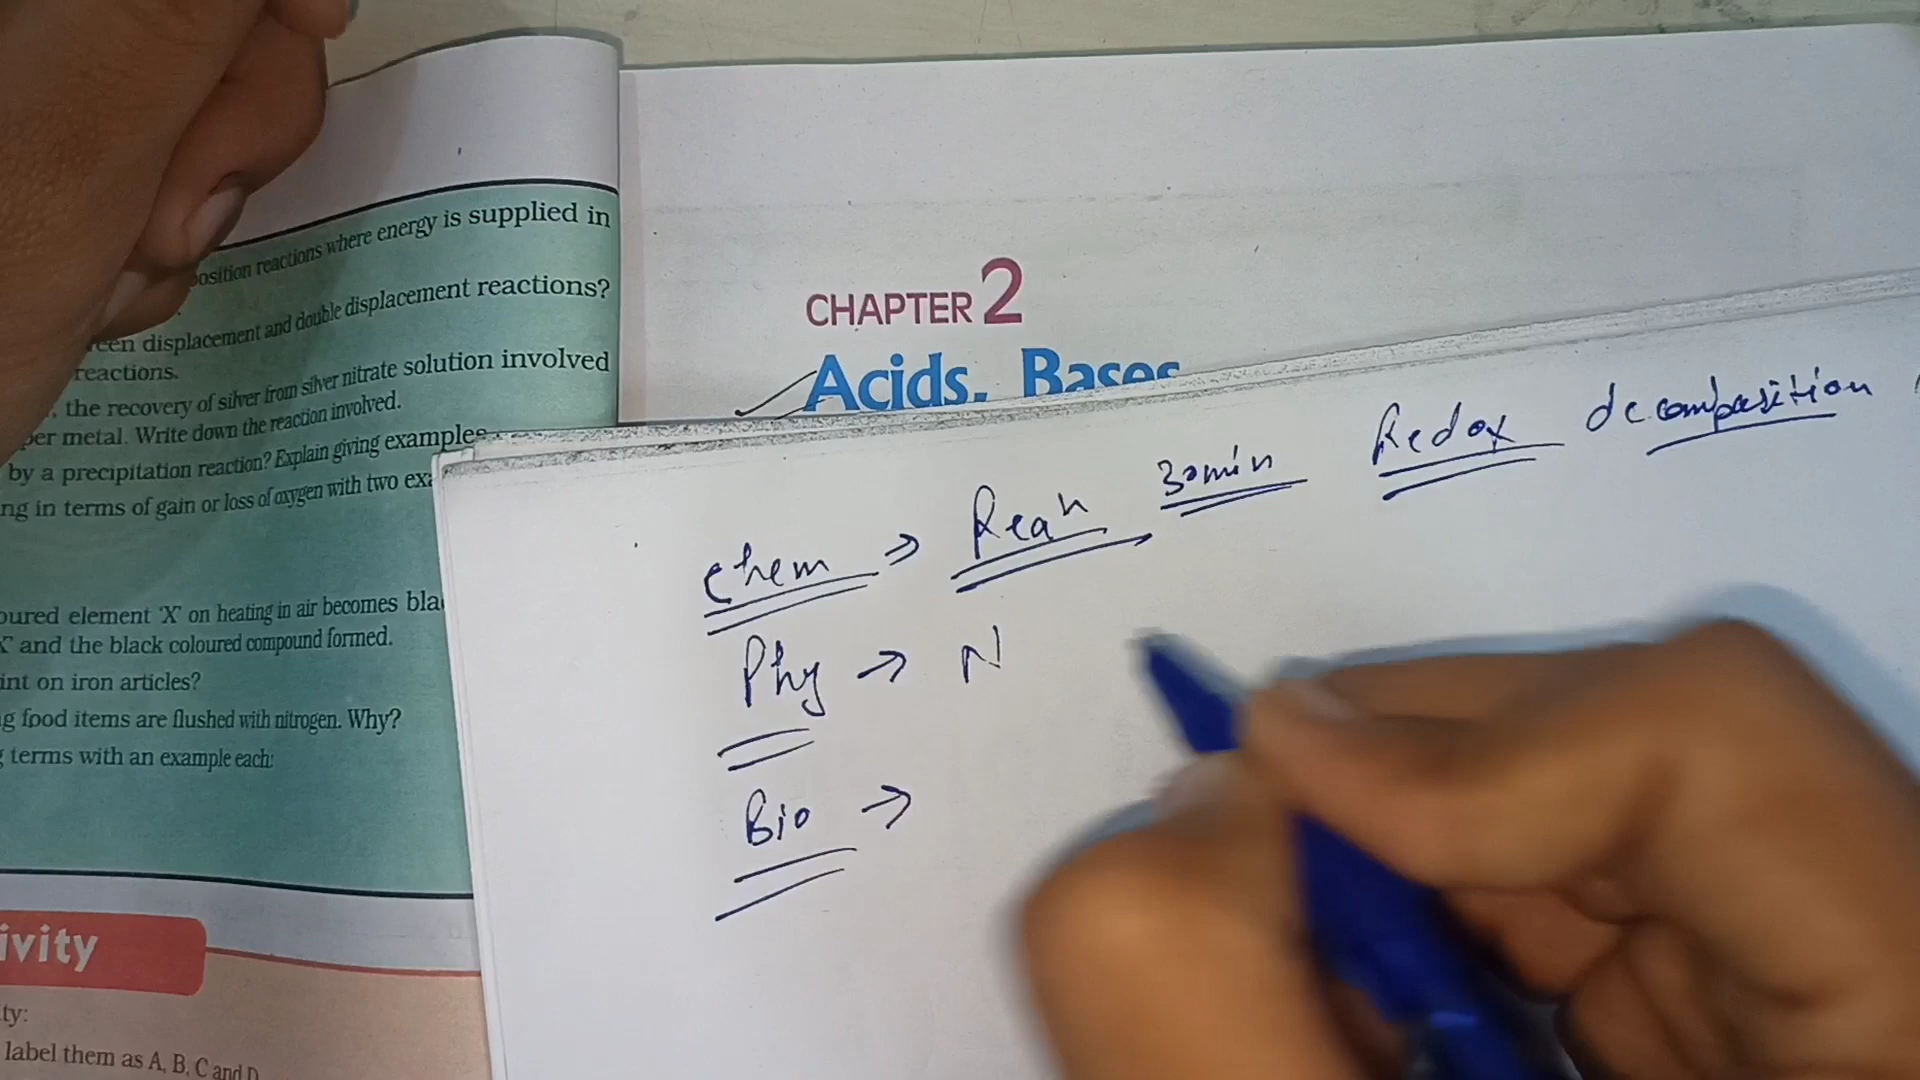 position reactions where energy is supplied in
displacement and double displacement reactions?
reactions.
the recovery of silver from silver nitrate solution involved
per metal. Write down the reaction involved.
by a precipitation reaction? Explain giving examples
ng in terms of gain or loss of oxygen with two exa
oured element 'X' on heating in air becomes bla
and the black coloured compound formed.
int on iron articles?
g food items are flushed with nitrogen. Why?
terms with an example each:
ivity
ty:
label them as A, B, C and D
CHAPTER 2
Acids, Bases
Chem ⇒ Reaⁿ 30min Redox decomposition
Phy → N
Bio →